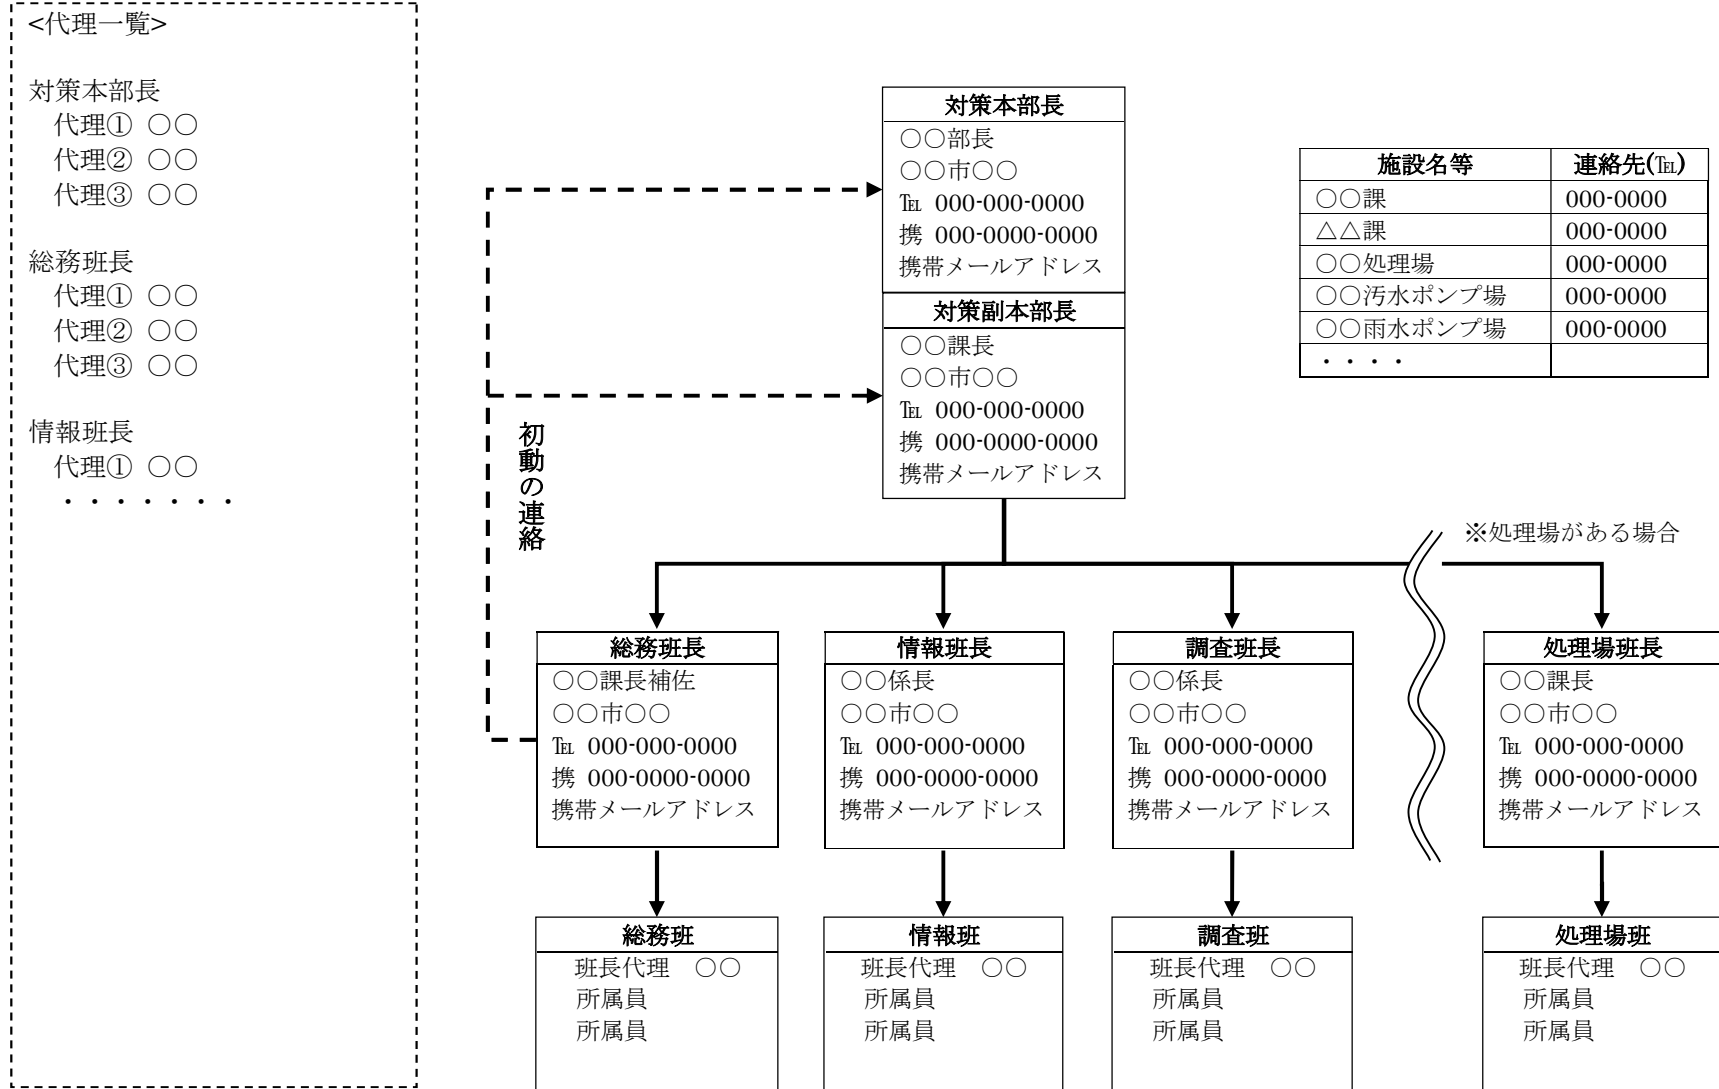 <代理一覧>
対策本部長
代理① ○○
代理② ○○
代理③ ○○
総務班長
代理① ○○
代理② ○○
代理③ ○○
情報班長
代理① ○○
・・・・・・・
対策本部長
○○部長
○○市○○
℡ 000-000-0000
携 000-0000-0000
携帯メールアドレス
対策副本部長
○○課長
○○市○○
℡ 000-000-0000
携 000-0000-0000
携帯メールアドレス
施設名等 連絡先(℡)
○○課 000-0000
△△課 000-0000
○○処理場 000-0000
○○汚水ポンプ場 000-0000
○○雨水ポンプ場 000-0000
・・・・
初動の連絡
※処理場がある場合
総務班長
○○課長補佐
○○市○○
℡ 000-000-0000
携 000-0000-0000
携帯メールアドレス
情報班長
○○係長
○○市○○
℡ 000-000-0000
携 000-0000-0000
携帯メールアドレス
調査班長
○○係長
○○市○○
℡ 000-000-0000
携 000-0000-0000
携帯メールアドレス
処理場班長
○○課長
○○市○○
℡ 000-000-0000
携 000-0000-0000
携帯メールアドレス
総務班
班長代理 ○○
所属員
所属員
情報班
班長代理 ○○
所属員
所属員
調査班
班長代理 ○○
所属員
所属員
処理場班
班長代理 ○○
所属員
所属員